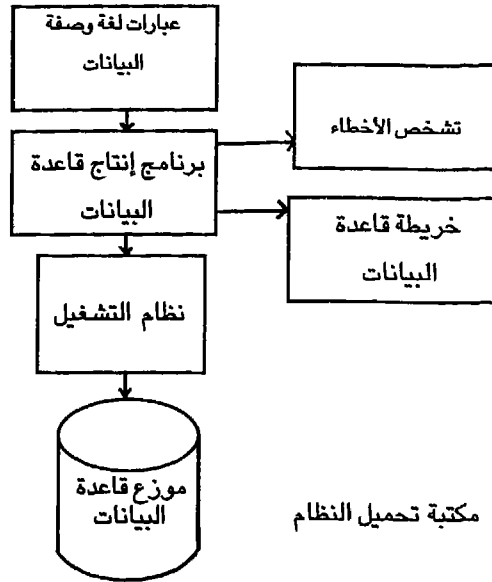 عبارات لغة وصفة
البيانات
تشخص الأخطاء
برنامج إنتاج قاعدة
البيانات
خريطة قاعدة
البيانات
نظام التشغيل
موزع قاعدة
البيانات
مكتبة تحميل النظام